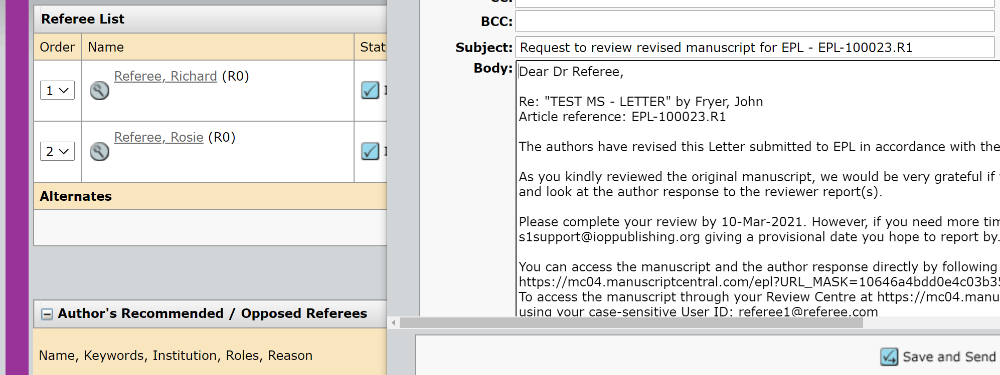 Referee List
Order Name
1 Referee, Richard (R0)
2 Referee, Rosie (R0)
Alternates
Author's Recommended / Opposed Referees
Name, Keywords, Institution, Roles, Reason
BCC:
Subject: Request to review revised manuscript for EPL - EPL-100023.R1
Body: Dear Dr Referee,
Re: "TEST MS - LETTER" by Fryer, John
Article reference: EPL-100023.R1
The authors have revised this Letter submitted to EPL in accordance with the
As you kindly reviewed the original manuscript, we would be very grateful if
and look at the author response to the reviewer report(s).
Please complete your review by 10-Mar-2021. However, if you need more tim
s1support@ioppublishing.org giving a provisional date you hope to report by.
You can access the manuscript and the author response directly by following
https://mc04.manuscriptcentral.com/epl?URL_MASK=10646a4bdd0e4c03b35
To access the manuscript through your Review Centre at https://mc04.manu
using your case-sensitive User ID: referee1@referee.com
Save and Send